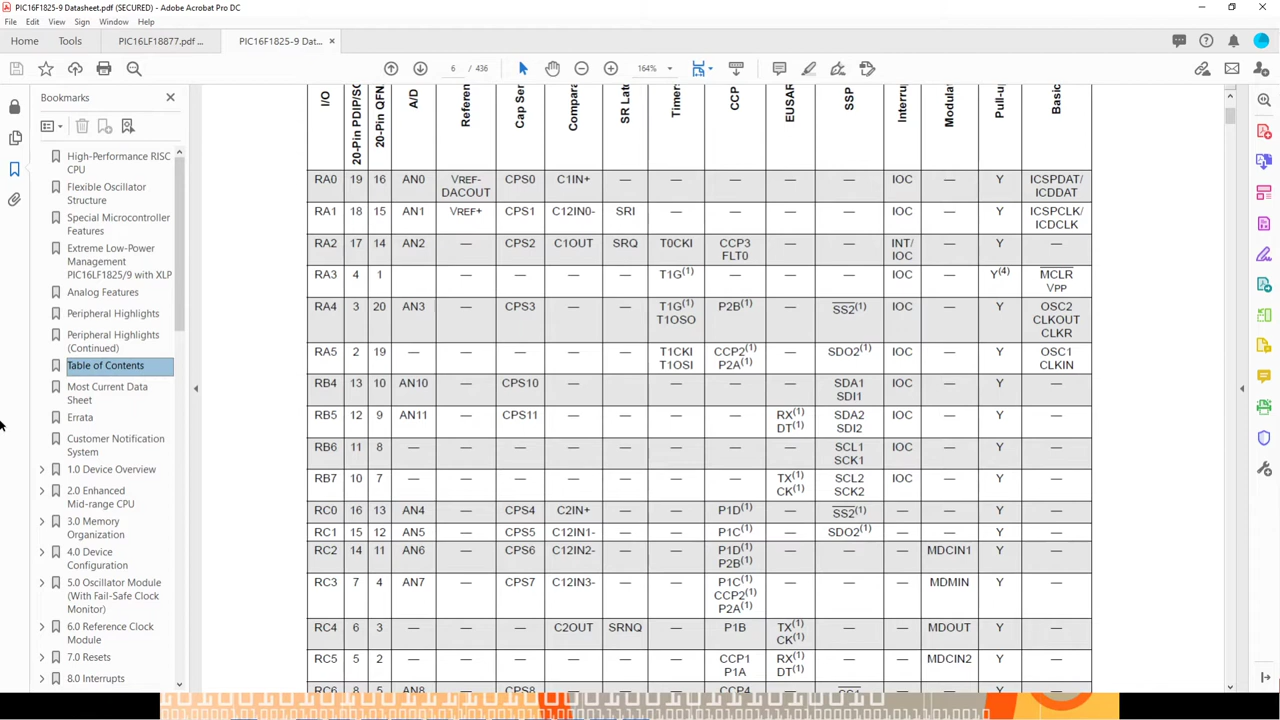 PIC16F1825-9 Datasheet.pdf (SECURED) - Adobe Acrobat Pro DC
File Edit View Sign Window Help
Home Tools PIC16LF18877.pdf ... PIC16F1825-9 Dat... ×
6 / 436 164%
Bookmarks
High-Performance RISC
CPU
Flexible Oscillator
Structure
Special Microcontroller
Features
Extreme Low-Power
Management
PIC16LF1825/9 with XLP
Analog Features
Peripheral Highlights
Peripheral Highlights
(Continued)
Table of Contents
Most Current Data
Sheet
Errata
Customer Notification
System
1.0 Device Overview
2.0 Enhanced
Mid-range CPU
3.0 Memory
Organization
4.0 Device
Configuration
5.0 Oscillator Module
(With Fail-Safe Clock
Monitor)
6.0 Reference Clock
Module
7.0 Resets
8.0 Interrupts
I/O 20-Pin PDIP/SO 20-Pin QFN A/D Referen Cap Ser Compara SR Late Timers CCP EUSAR SSP Interrup Modulat Pull-up Basic
RA0 19 16 AN0 VREF- DACOUT CPS0 C1IN+ — — — — — IOC — Y ICSPDAT/ ICDDAT
RA1 18 15 AN1 VREF+ CPS1 C12IN0- SRI — — — — IOC — Y ICSPCLK/ ICDCLK
RA2 17 14 AN2 — CPS2 C1OUT SRQ T0CKI CCP3 FLT0 — — INT/ IOC — Y —
RA3 4 1 — — — — — T1G(1) — — — IOC — Y(4) MCLR VPP
RA4 3 20 AN3 — CPS3 — — T1G(1) T1OSO P2B(1) — SS2(1) IOC — Y OSC2 CLKOUT CLKR
RA5 2 19 — — — — — T1CKI T1OSI CCP2(1) P2A(1) — SDO2(1) IOC — Y OSC1 CLKIN
RB4 13 10 AN10 — CPS10 — — — — — SDA1 SDI1 IOC — Y —
RB5 12 9 AN11 — CPS11 — — — — RX(1) DT(1) SDA2 SDI2 IOC — Y —
RB6 11 8 — — — — — — — — SCL1 SCK1 IOC — Y —
RB7 10 7 — — — — — — — TX(1) CK(1) SCL2 SCK2 IOC — Y —
RC0 16 13 AN4 — CPS4 C2IN+ — — P1D(1) — SS2(1) — — Y —
RC1 15 12 AN5 — CPS5 C12IN1- — — P1C(1) — SDO2(1) — — Y —
RC2 14 11 AN6 — CPS6 C12IN2- — — P1D(1) P2B(1) — — — MDCIN1 Y —
RC3 7 4 AN7 — CPS7 C12IN3- — — P1C(1) CCP2(1) P2A(1) — — — MDMIN Y —
RC4 6 3 — — — C2OUT SRNQ — P1B TX(1) CK(1) — — MDOUT Y —
RC5 5 2 — — — — — — CCP1 P1A RX(1) DT(1) — — MDCIN2 Y —
RC6 8 5 AN8 — CPS8 — — — CCP4 — — — Y —